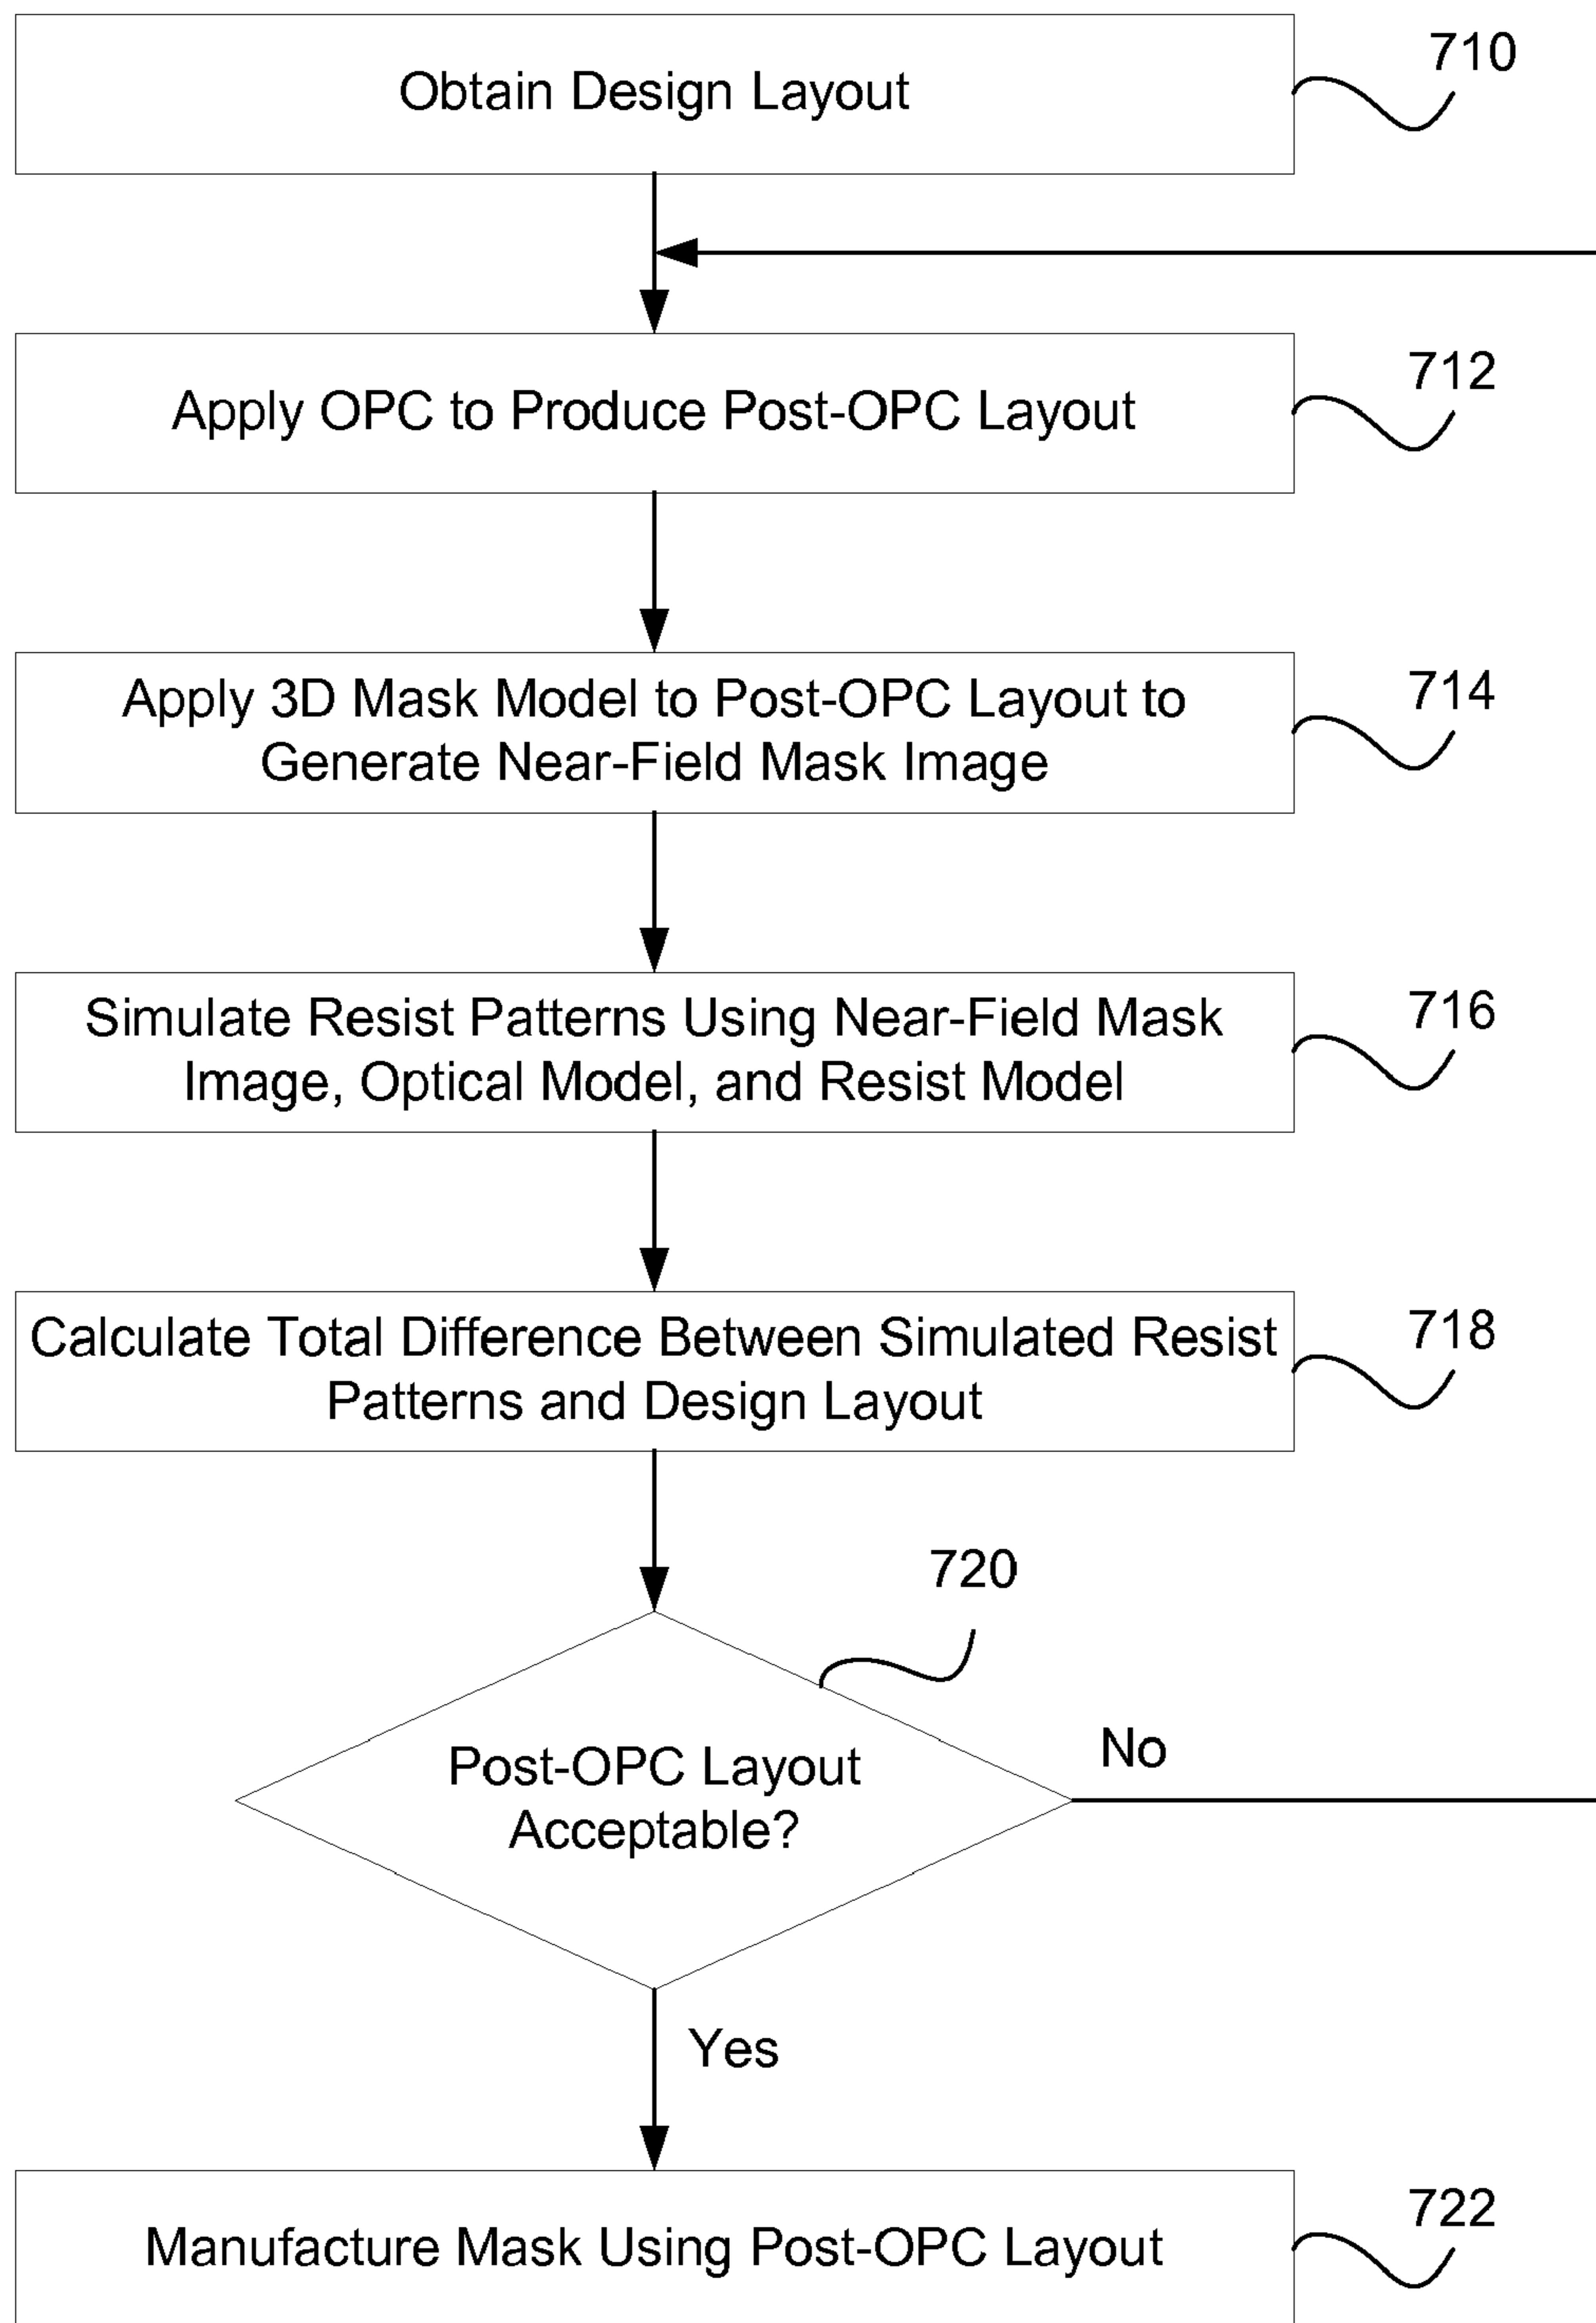 Obtain Design Layout
710
Apply OPC to Produce Post-OPC Layout
712
Apply 3D Mask Model to Post-OPC Layout to
Generate Near-Field Mask Image
714
Simulate Resist Patterns Using Near-Field Mask
Image, Optical Model, and Resist Model
716
Calculate Total Difference Between Simulated Resist
Patterns and Design Layout
718
720
Post-OPC Layout
Acceptable?
No
Yes
Manufacture Mask Using Post-OPC Layout
722